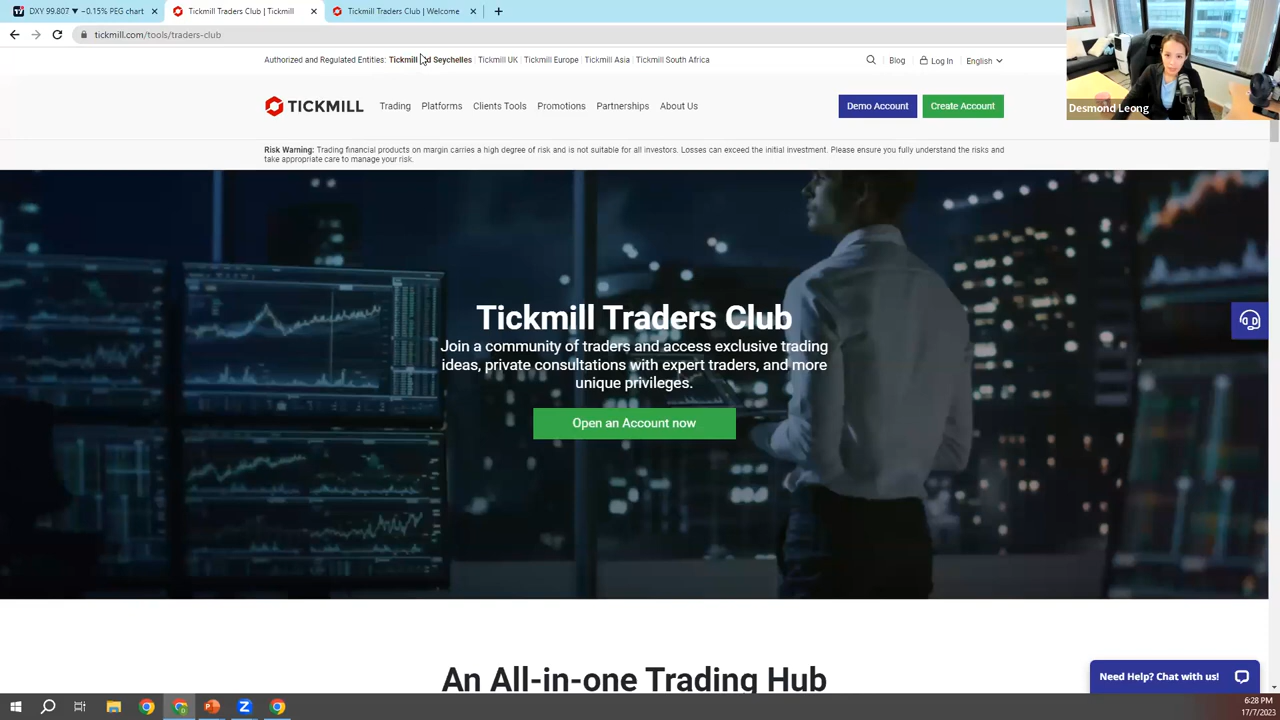 DXY 99.807 ▼ −0.15% PEG chart
Tickmill Traders Club | Tickmill
Tickmill Traders Club | Welcome
tickmill.com/tools/traders-club
Authorized and Regulated Entities: Tickmill Ltd Seychelles Tickmill UK Tickmill Europe Tickmill Asia Tickmill South Africa
Blog Log In English
TICKMILL Trading Platforms Clients Tools Promotions Partnerships About Us Demo Account Create Account
Desmond Leong
Risk Warning: Trading financial products on margin carries a high degree of risk and is not suitable for all investors. Losses can exceed the initial investment. Please ensure you fully understand the risks and
take appropriate care to manage your risk.
Tickmill Traders Club
Join a community of traders and access exclusive trading
ideas, private consultations with expert traders, and more
unique privileges.
Open an Account now
An All-in-one Trading Hub
Need Help? Chat with us!
6:28 PM
17/7/2023